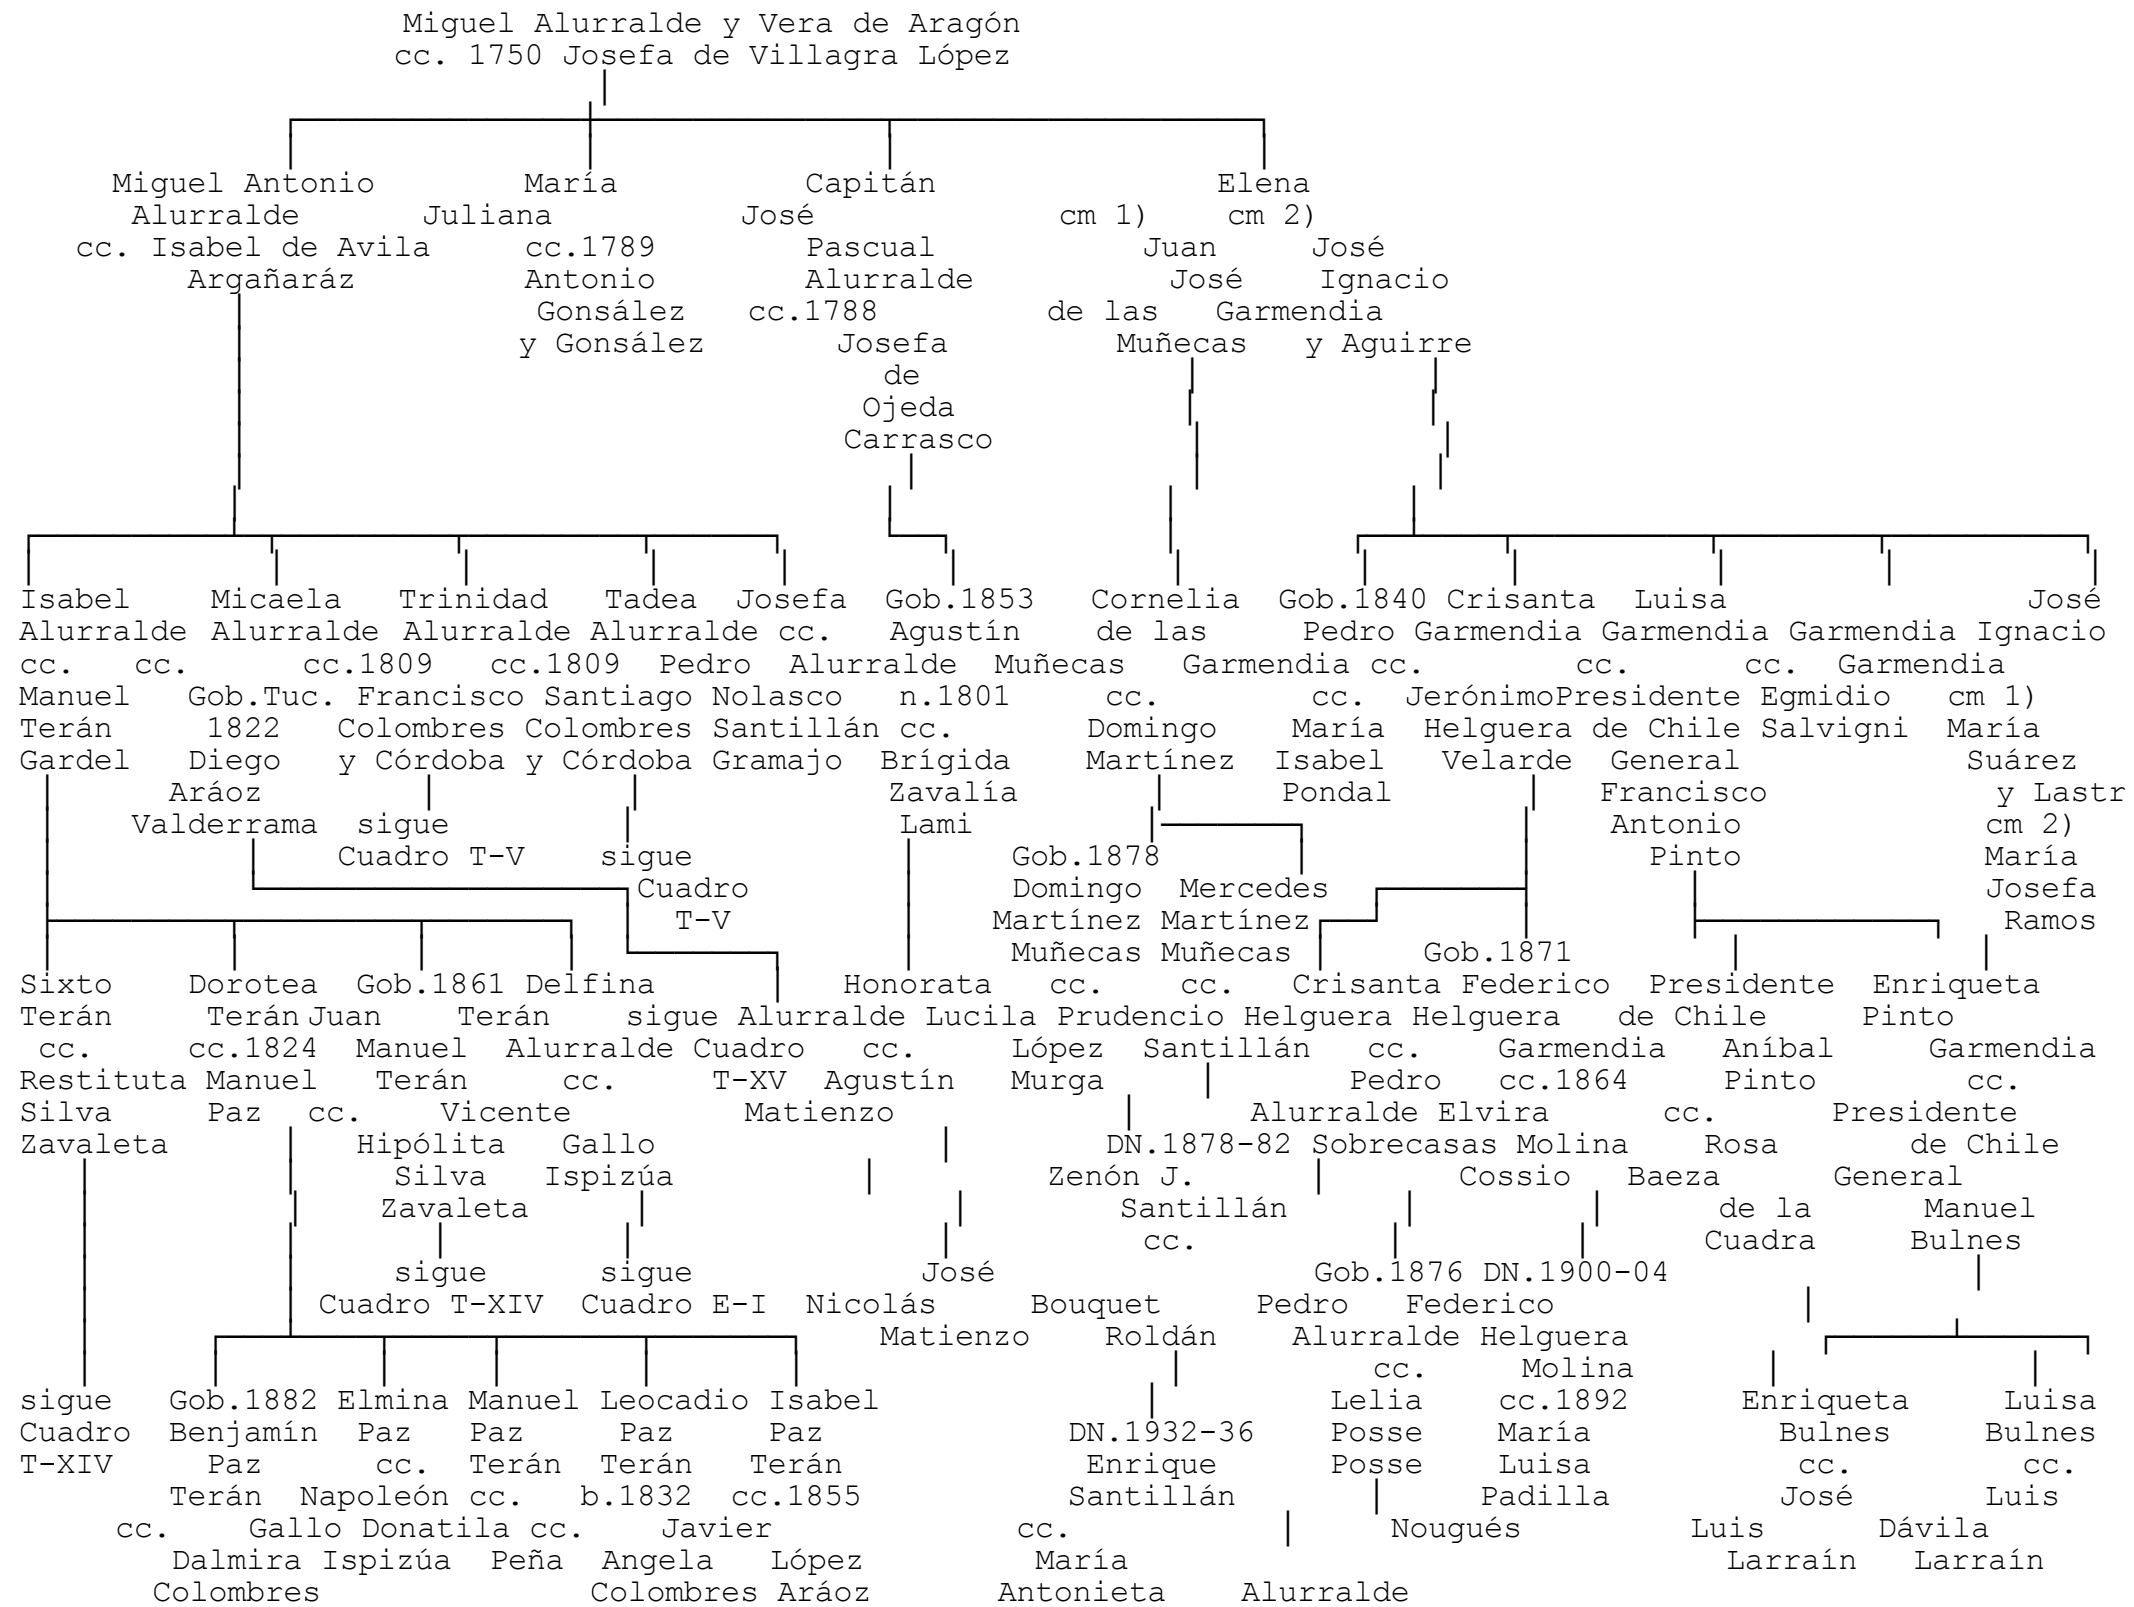 Miguel Alurralde y Vera de Aragón
cc. 1750 Josefa de Villagra López
Miguel Antonio María Capitán Elena
Alurralde Juliana José cm 1) cm 2)
cc. Isabel de Avila cc.1789 Pascual Juan José
Argañaráz Antonio Alurralde José Ignacio
Gonsález cc.1788 de las Garmendia
y Gonsález Josefa Muñecas y Aguirre
de
Ojeda
Carrasco
Isabel Micaela Trinidad Tadea Josefa Gob.1853 Cornelia Gob.1840 Crisanta Luisa José
Alurralde Alurralde Alurralde Alurralde cc. Agustín de las Pedro Garmendia Garmendia Garmendia Ignacio
cc. cc. cc.1809 cc.1809 Pedro Alurralde Muñecas Garmendia cc. cc. cc. Garmendia
Manuel Gob.Tuc. Francisco Santiago Nolasco n.1801 cc. cc. JerónimoPresidente Egmidio cm 1)
Terán 1822 Colombres Colombres Santillán cc. Domingo María Helguera de Chile Salvigni María
Gardel Diego y Córdoba y Córdoba Gramajo Brígida Martínez Isabel Velarde General Suárez
Aráoz Zavalía Pondal Francisco y Lastr
Valderrama sigue Lami Antonio cm 2)
Cuadro T-V sigue Gob.1878 Pinto María
Cuadro Domingo Mercedes Josefa
T-V Martínez Martínez Ramos
Muñecas Muñecas Gob.1871
Sixto Dorotea Gob.1861 Delfina Honorata cc. cc. Crisanta Federico Presidente Enriqueta
Terán Terán Juan Terán sigue Alurralde Lucila Prudencio Helguera Helguera de Chile Pinto
cc. cc.1824 Manuel Alurralde Cuadro cc. López Santillán cc. Garmendia Aníbal Garmendia
Restituta Manuel Terán cc. T-XV Agustín Murga Pedro cc.1864 Pinto cc.
Silva Paz cc. Vicente Matienzo Alurralde Elvira cc. Presidente
Zavaleta Hipólita Gallo DN.1878-82 Sobrecasas Molina Rosa de Chile
Silva Ispizúa Zenón J. Cossio Baeza General
Zavaleta Santillán de la Manuel
cc. Cuadra Bulnes
sigue sigue José Gob.1876 DN.1900-04
Cuadro T-XIV Cuadro E-I Nicolás Bouquet Pedro Federico
Matienzo Roldán Alurralde Helguera
cc. Molina
sigue Gob.1882 Elmina Manuel Leocadio Isabel Lelia cc.1892 Enriqueta Luisa
Cuadro Benjamín Paz Paz Paz Paz DN.1932-36 Posse María Bulnes Bulnes
T-XIV Paz cc. Terán Terán Terán Enrique Posse Luisa cc. cc.
Terán Napoleón cc. b.1832 cc.1855 Santillán Padilla José Luis
cc. Gallo Donatila cc. Javier cc. Nougués Luis Dávila
Dalmira Ispizúa Peña Angela López María Larraín Larraín
Colombres Colombres Aráoz Antonieta Alurralde